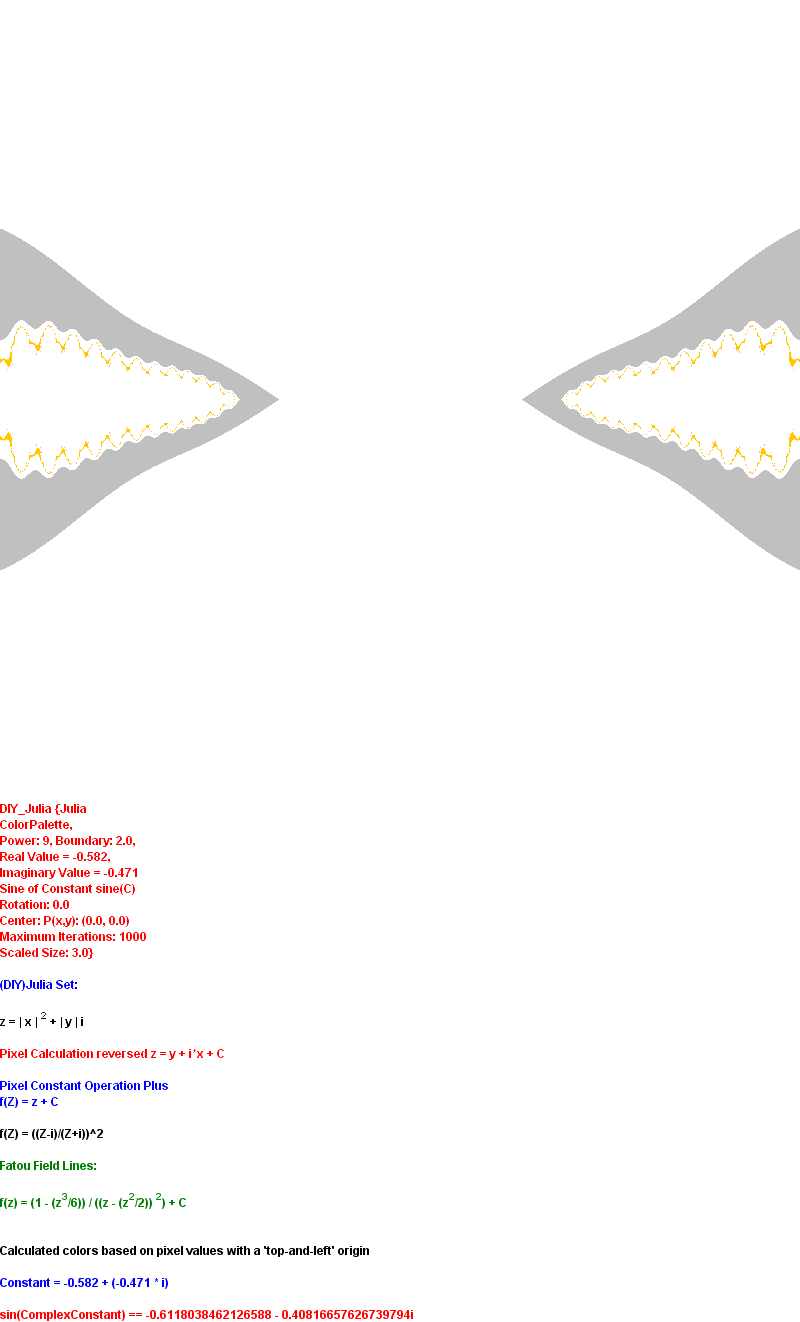 DIY_Julia {Julia
ColorPalette,
Power: 9, Boundary: 2.0,
Real Value = -0.582,
Imaginary Value = -0.471
Sine of Constant sine(C)
Rotation: 0.0
Center: P(x,y): (0.0, 0.0)
Maximum Iterations: 1000
Scaled Size: 3.0}
(DIY)Julia Set:
z = | x | 2 + | y | i
Pixel Calculation reversed z = y + i*x + C
Pixel Constant Operation Plus
f(Z) = z + C
f(Z) = ((Z-i)/(Z+i))^2
Fatou Field Lines:
f(z) = (1 - (z3/6)) / ((z - (z2/2)) 2) + C
Calculated colors based on pixel values with a 'top-and-left' origin
Constant = -0.582 + (-0.471 * i)
sin(ComplexConstant) == -0.6118038462126588 - 0.40816657626739794i